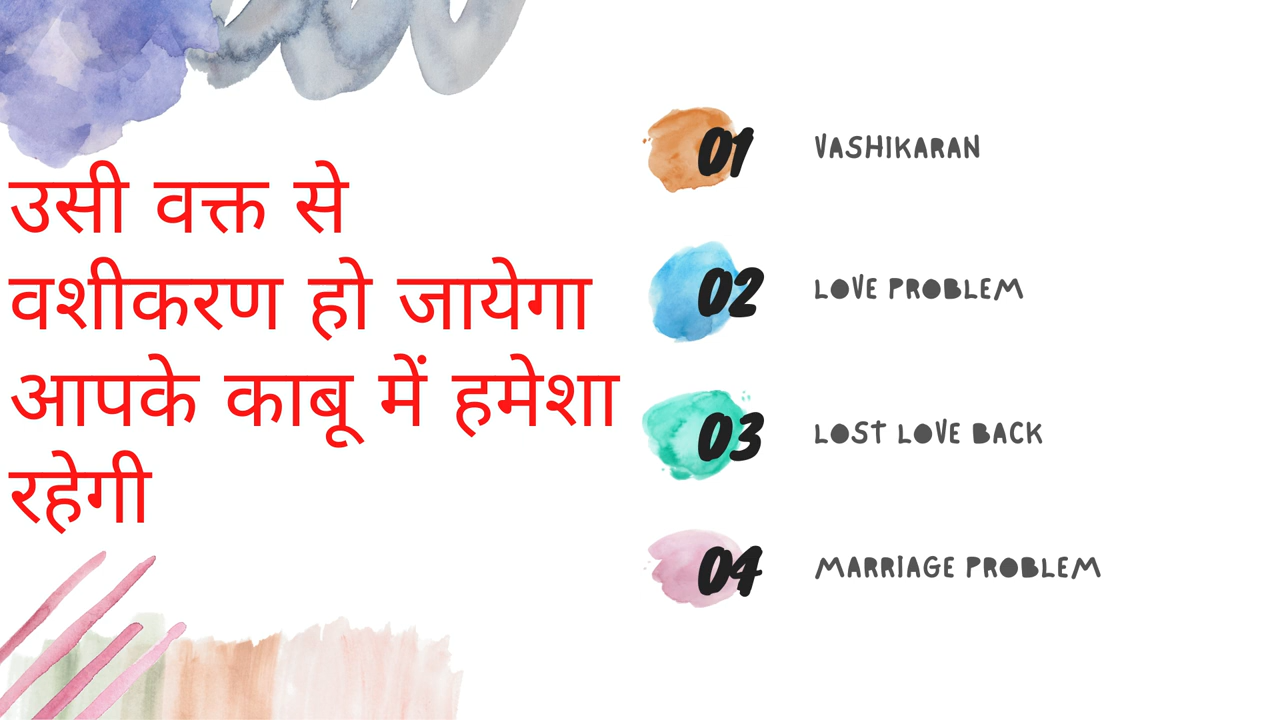 उसी वक्त से
वशीकरण हो जायेगा
आपके काबू में हमेशा
रहेगी
01 VASHIKARAN
02 LOVE PROBLEM
03 LOST LOVE BACK
04 MARRIAGE PROBLEM